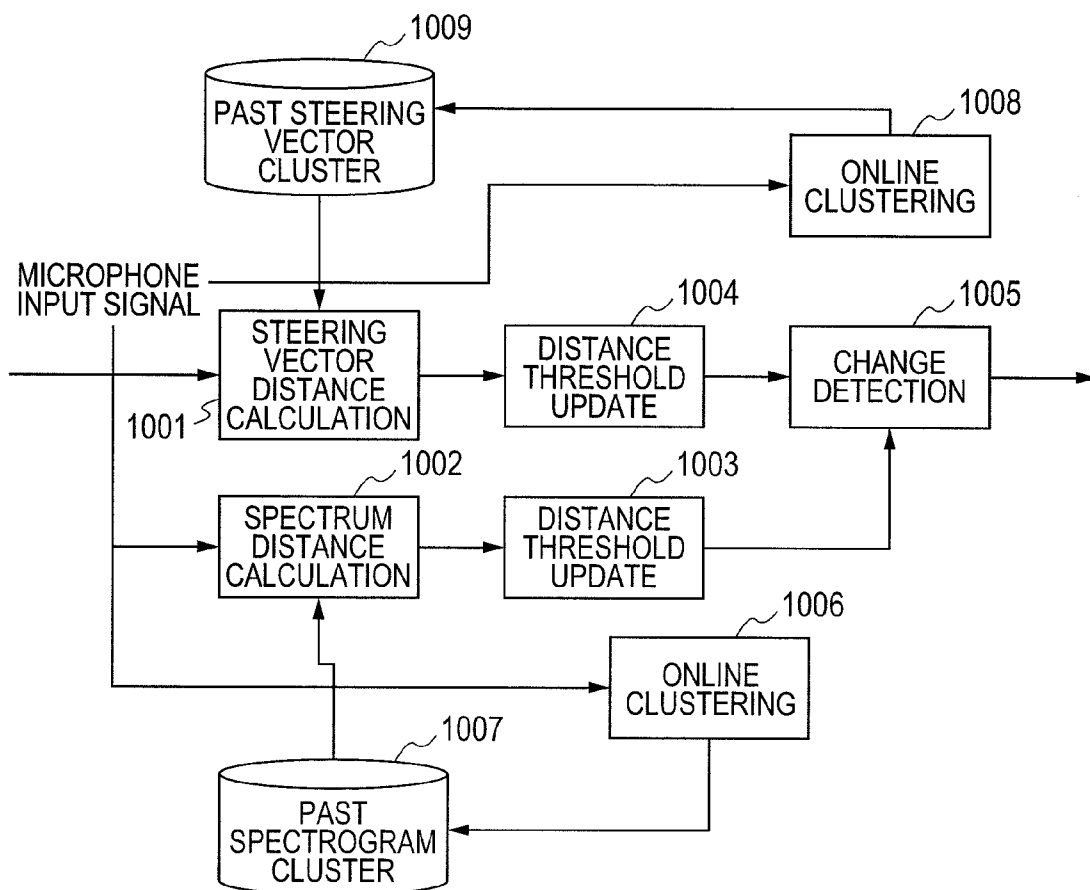 1009
PAST STEERING
VECTOR
CLUSTER
1008
ONLINE
CLUSTERING
MICROPHONE
INPUT SIGNAL
STEERING
VECTOR
DISTANCE
CALCULATION
1001
1004
DISTANCE
THRESHOLD
UPDATE
1005
CHANGE
DETECTION
1002
SPECTRUM
DISTANCE
CALCULATION
1003
DISTANCE
THRESHOLD
UPDATE
1006
ONLINE
CLUSTERING
1007
PAST
SPECTROGRAM
CLUSTER